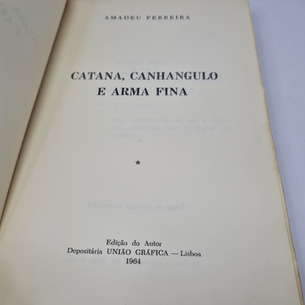 AMADEU FERREIRA
CATANA, CANHANGULO
E ARMA FINA
*
Edição do Autor
Depositária UNIÃO GRÁFICA — Lisboa
1964